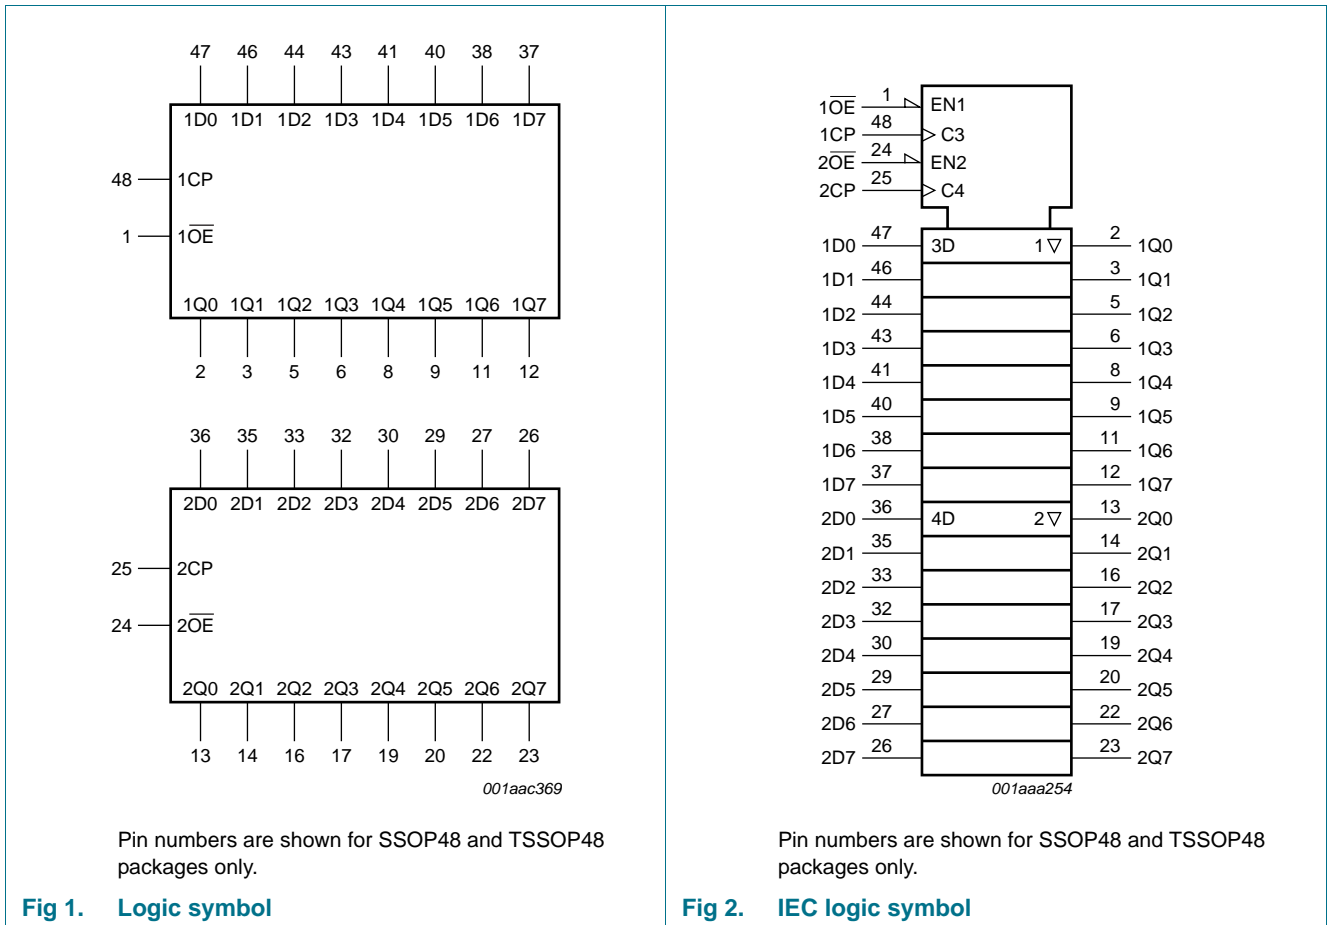 47 46 44 43 41 40 38 37
1D0 1D1 1D2 1D3 1D4 1D5 1D6 1D7
48 1CP
1 1O̅E̅
1Q0 1Q1 1Q2 1Q3 1Q4 1Q5 1Q6 1Q7
2 3 5 6 8 9 11 12
36 35 33 32 30 29 27 26
2D0 2D1 2D2 2D3 2D4 2D5 2D6 2D7
25 2CP
24 2O̅E̅
2Q0 2Q1 2Q2 2Q3 2Q4 2Q5 2Q6 2Q7
13 14 16 17 19 20 22 23
001aac369
Pin numbers are shown for SSOP48 and TSSOP48
packages only.
Fig 1. Logic symbol
1O̅E̅ 1 EN1
1CP 48 C3
2O̅E̅ 24 EN2
2CP 25 C4
1D0 47 3D 1▽ 2 1Q0
1D1 46 3 1Q1
1D2 44 5 1Q2
1D3 43 6 1Q3
1D4 41 8 1Q4
1D5 40 9 1Q5
1D6 38 11 1Q6
1D7 37 12 1Q7
2D0 36 4D 2▽ 13 2Q0
2D1 35 14 2Q1
2D2 33 16 2Q2
2D3 32 17 2Q3
2D4 30 19 2Q4
2D5 29 20 2Q5
2D6 27 22 2Q6
2D7 26 23 2Q7
001aaa254
Pin numbers are shown for SSOP48 and TSSOP48
packages only.
Fig 2. IEC logic symbol